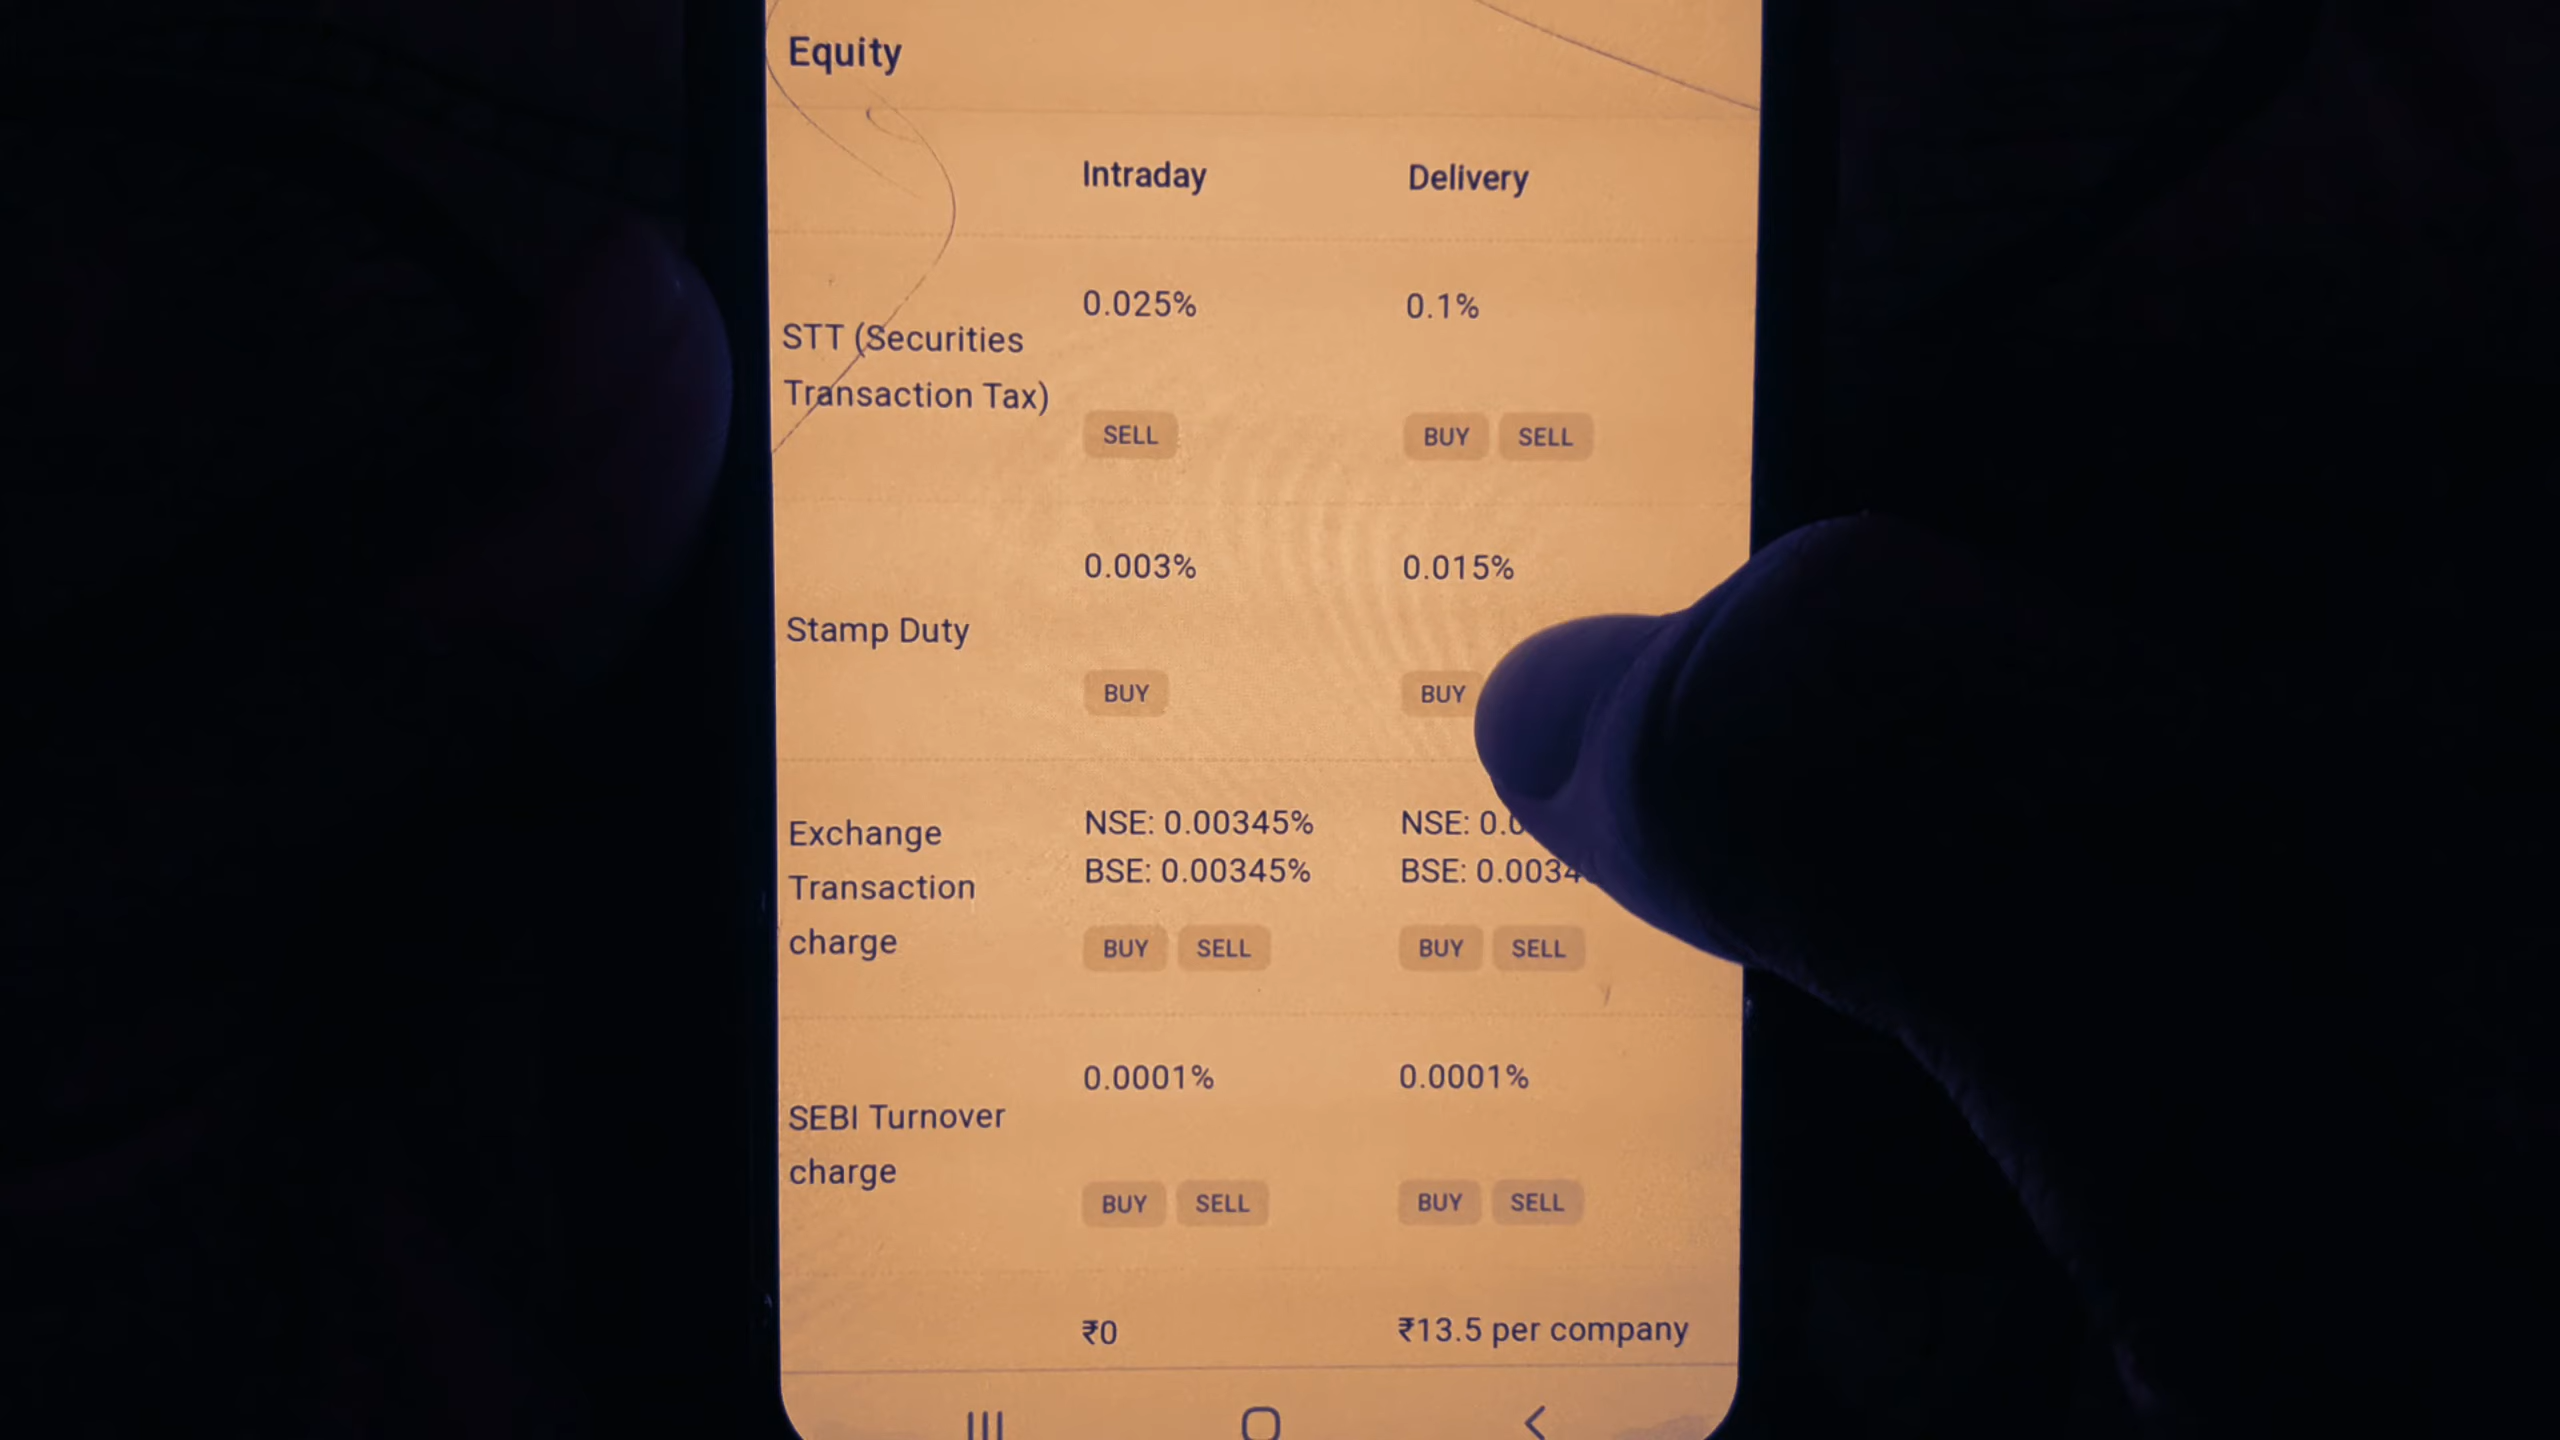 Equity
Intraday Delivery
0.025% 0.1%
STT (Securities
Transaction Tax)
SELL BUY SELL
0.003% 0.015%
Stamp Duty
BUY BUY
NSE: 0.00345% NSE:
Exchange
BSE: 0.00345% BSE:
Transaction
charge
BUY SELL BUY SELL
0.0001% 0.0001%
SEBI Turnover
charge
BUY SELL BUY SELL
₹0 ₹13.5 per company